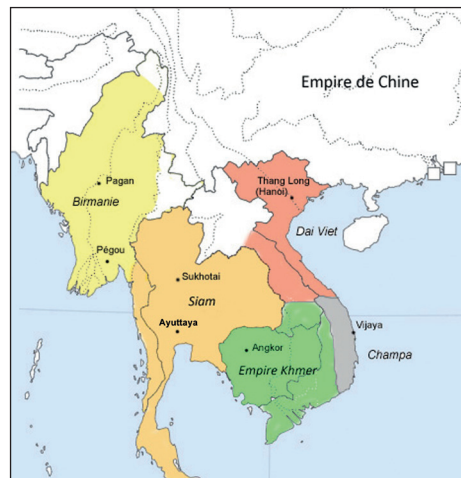 Empire de Chine
Thang Long
(Hanoi)
Pagan
Birmanie
Dai Viet
Pégou
Sukhotai
Siam
Ayuttaya
Vijaya
Angkor
Champa
Empire Khmer